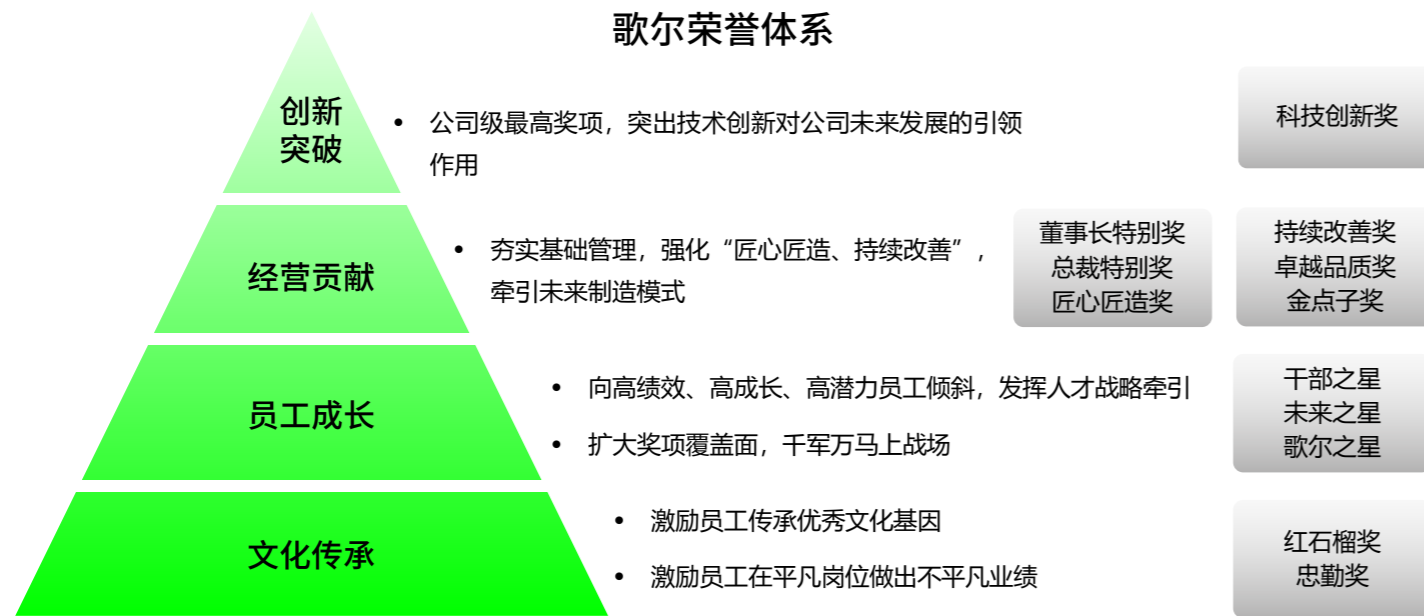 歌尔荣誉体系
创新
突破
• 公司级最高奖项，突出技术创新对公司未来发展的引领
作用
科技创新奖
经营贡献
• 夯实基础管理，强化“匠心匠造、持续改善”，
牵引未来制造模式
董事长特别奖
总裁特别奖
匠心匠造奖
持续改善奖
卓越品质奖
金点子奖
员工成长
• 向高绩效、高成长、高潜力员工倾斜，发挥人才战略牵引
• 扩大奖项覆盖面，千军万马上战场
干部之星
未来之星
歌尔之星
文化传承
• 激励员工传承优秀文化基因
• 激励员工在平凡岗位做出不平凡业绩
红石榴奖
忠勤奖